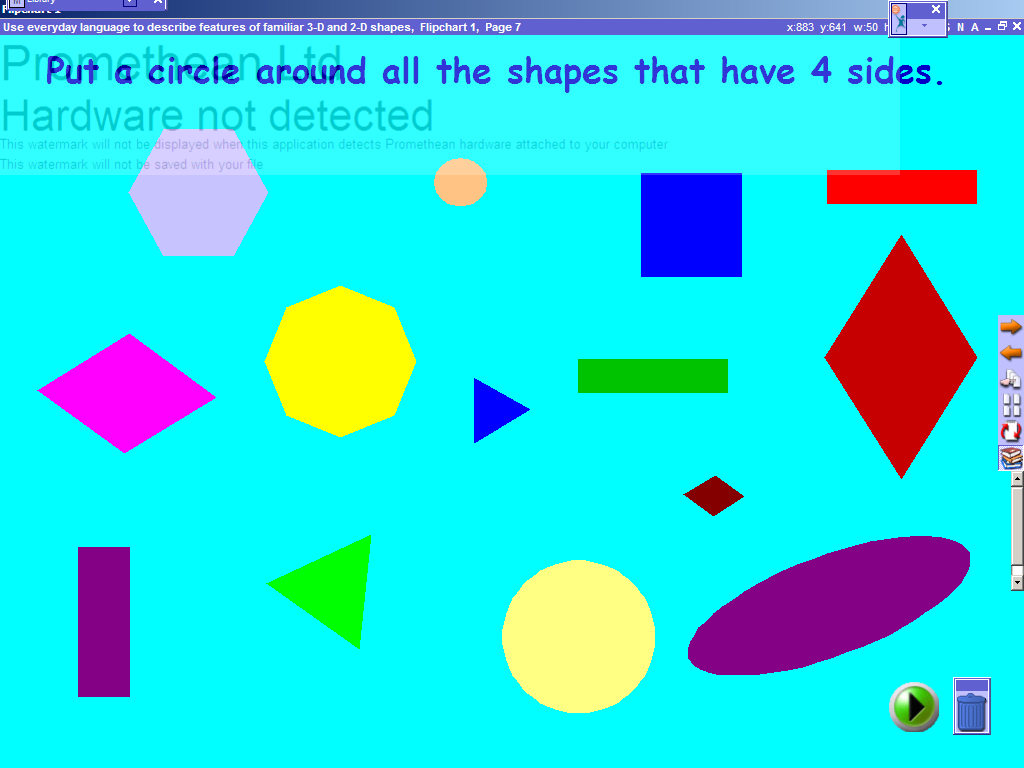 Library
Flipchart 1
Use everyday language to describe features of familiar 3-D and 2-D shapes, Flipchart 1, Page 7
x:883 y:641 w:50
S N A
Promethean Ltd
Put a circle around all the shapes that have 4 sides.
Hardware not detected
This watermark will not be displayed when this application detects Promethean hardware attached to your computer
This watermark will not be saved with your file